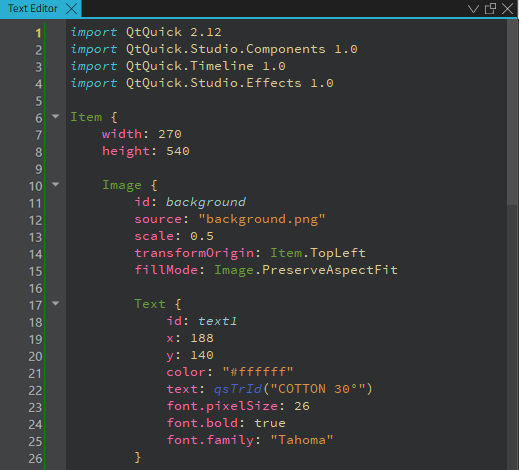 Text Editor
1 import QtQuick 2.12
2 import QtQuick.Studio.Components 1.0
3 import QtQuick.Timeline 1.0
4 import QtQuick.Studio.Effects 1.0
5
6 Item {
7     width: 270
8     height: 540
9
10     Image {
11         id: background
12         source: "background.png"
13         scale: 0.5
14         transformOrigin: Item.TopLeft
15         fillMode: Image.PreserveAspectFit
16
17         Text {
18             id: text1
19             x: 188
20             y: 140
21             color: "#ffffff"
22             text: qsTrId("COTTON 30°")
23             font.pixelSize: 26
24             font.bold: true
25             font.family: "Tahoma"
26         }